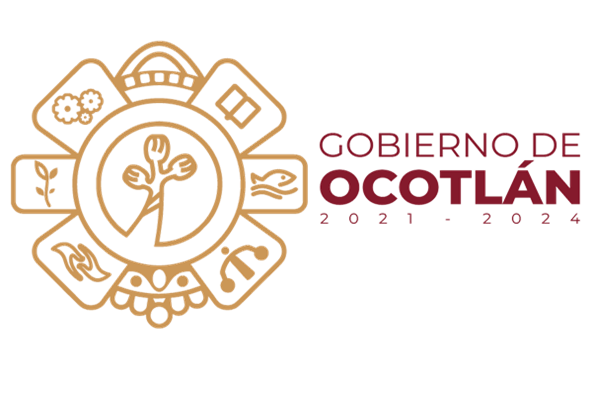 GOBIERNO DE
OCOTLÁN
2021 - 2024